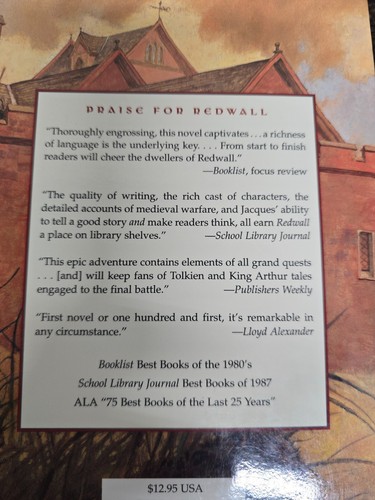 PRAISE FOR REDWALL
"Thoroughly engrossing, this novel captivates . . . a richness
of language is the underlying key. . . . From start to finish
readers will cheer the dwellers of Redwall."
—Booklist, focus review
"The quality of writing, the rich cast of characters, the
detailed accounts of medieval warfare, and Jacques' ability
to tell a good story and make readers think, all earn Redwall
a place on library shelves." —School Library Journal
"This epic adventure contains elements of all grand quests
. . . [and] will keep fans of Tolkien and King Arthur tales
engaged to the final battle." —Publishers Weekly
"First novel or one hundred and first, it's remarkable in
any circumstance." —Lloyd Alexander
Booklist Best Books of the 1980's
School Library Journal Best Books of 1987
ALA "75 Best Books of the Last 25 Years"
$12.95 USA